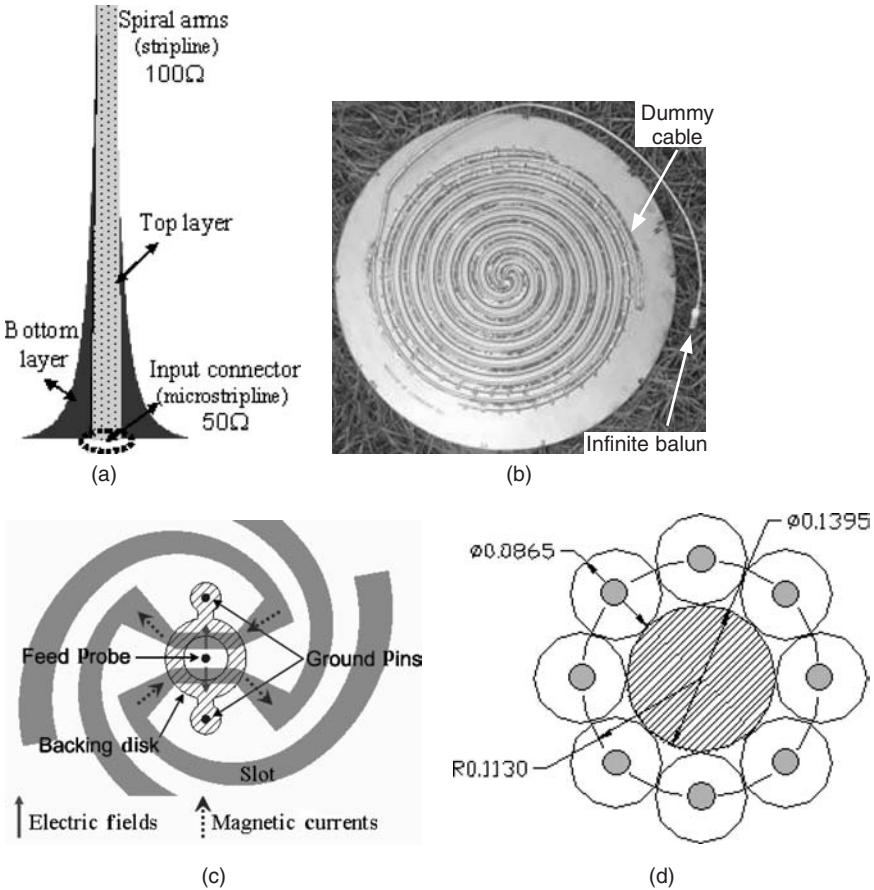 Spiral arms
(stripline)
100Ω
Top layer
Bottom
layer
Input connector
(microstripline)
50Ω
(a)
Dummy
cable
Infinite balun
(b)
Feed Probe
Ground Pins
Backing disk
Slot
Electric fields
Magnetic currents
(c)
ø0.1395
ø0.0865
R0.1130
(d)